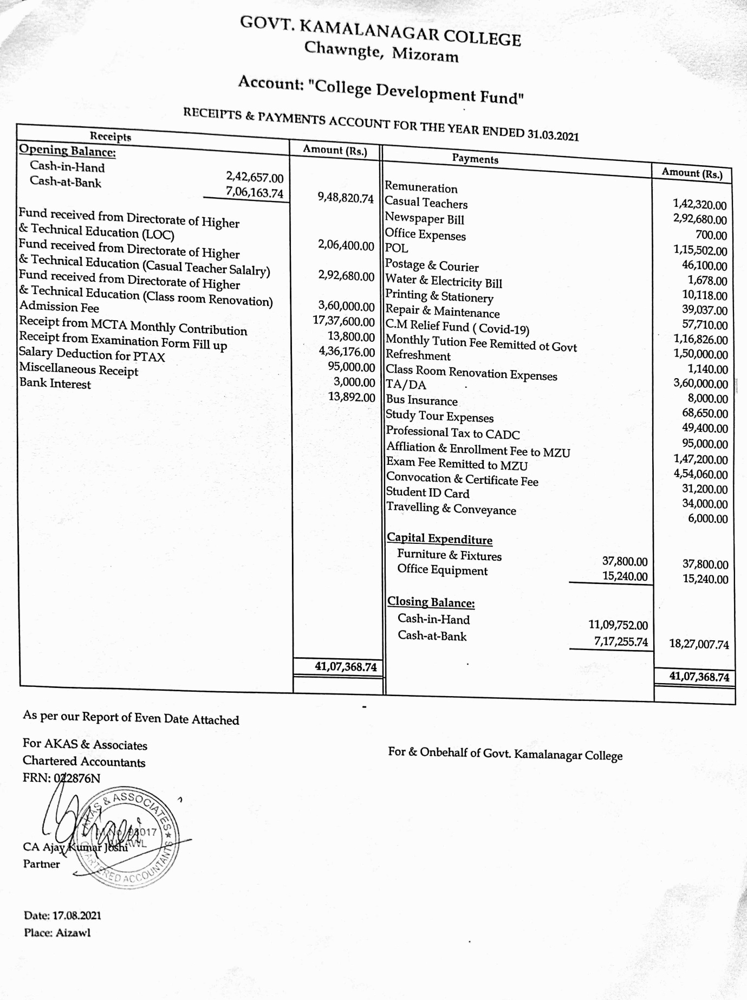 GOVT. KAMALANAGAR COLLEGE
Chawngte, Mizoram
Account: "College Development Fund"
RECEIPTS & PAYMENTS ACCOUNT FOR THE YEAR ENDED 31.03.2021
Receipts Amount (Rs.) Payments Amount (Rs.)
Opening Balance:
Cash-in-Hand 2,42,657.00
Cash-at-Bank 7,06,163.74 9,48,820.74
Fund received from Directorate of Higher
& Technical Education (LOC) 2,06,400.00
Fund received from Directorate of Higher
& Technical Education (Casual Teacher Salalry) 2,92,680.00
Fund received from Directorate of Higher
& Technical Education (Class room Renovation) 3,60,000.00
Admission Fee 17,37,600.00
Receipt from MCTA Monthly Contribution 13,800.00
Receipt from Examination Form Fill up 4,36,176.00
Salary Deduction for PTAX 95,000.00
Miscellaneous Receipt 3,000.00
Bank Interest 13,892.00
41,07,368.74
Remuneration 1,42,320.00
Casual Teachers 2,92,680.00
Newspaper Bill 700.00
Office Expenses 1,15,502.00
POL 46,100.00
Postage & Courier 1,678.00
Water & Electricity Bill 10,118.00
Printing & Stationery 39,037.00
Repair & Maintenance 57,710.00
C.M Relief Fund ( Covid-19) 1,16,826.00
Monthly Tution Fee Remitted ot Govt 1,50,000.00
Refreshment 1,140.00
Class Room Renovation Expenses 3,60,000.00
TA/DA 8,000.00
Bus Insurance 68,650.00
Study Tour Expenses 49,400.00
Professional Tax to CADC 95,000.00
Affliation & Enrollment Fee to MZU 1,47,200.00
Exam Fee Remitted to MZU 4,54,060.00
Convocation & Certificate Fee 31,200.00
Student ID Card 34,000.00
Travelling & Conveyance 6,000.00
Capital Expenditure
Furniture & Fixtures 37,800.00 37,800.00
Office Equipment 15,240.00 15,240.00
Closing Balance:
Cash-in-Hand 11,09,752.00
Cash-at-Bank 7,17,255.74 18,27,007.74
41,07,368.74
As per our Report of Even Date Attached
For AKAS & Associates
Chartered Accountants
FRN: 022876N
For & Onbehalf of Govt. Kamalanagar College
AKAS & ASSOCIATES
CHARTERED ACCOUNTANTS
CA Ajay Kumar Joshi
Partner
Date: 17.08.2021
Place: Aizawl